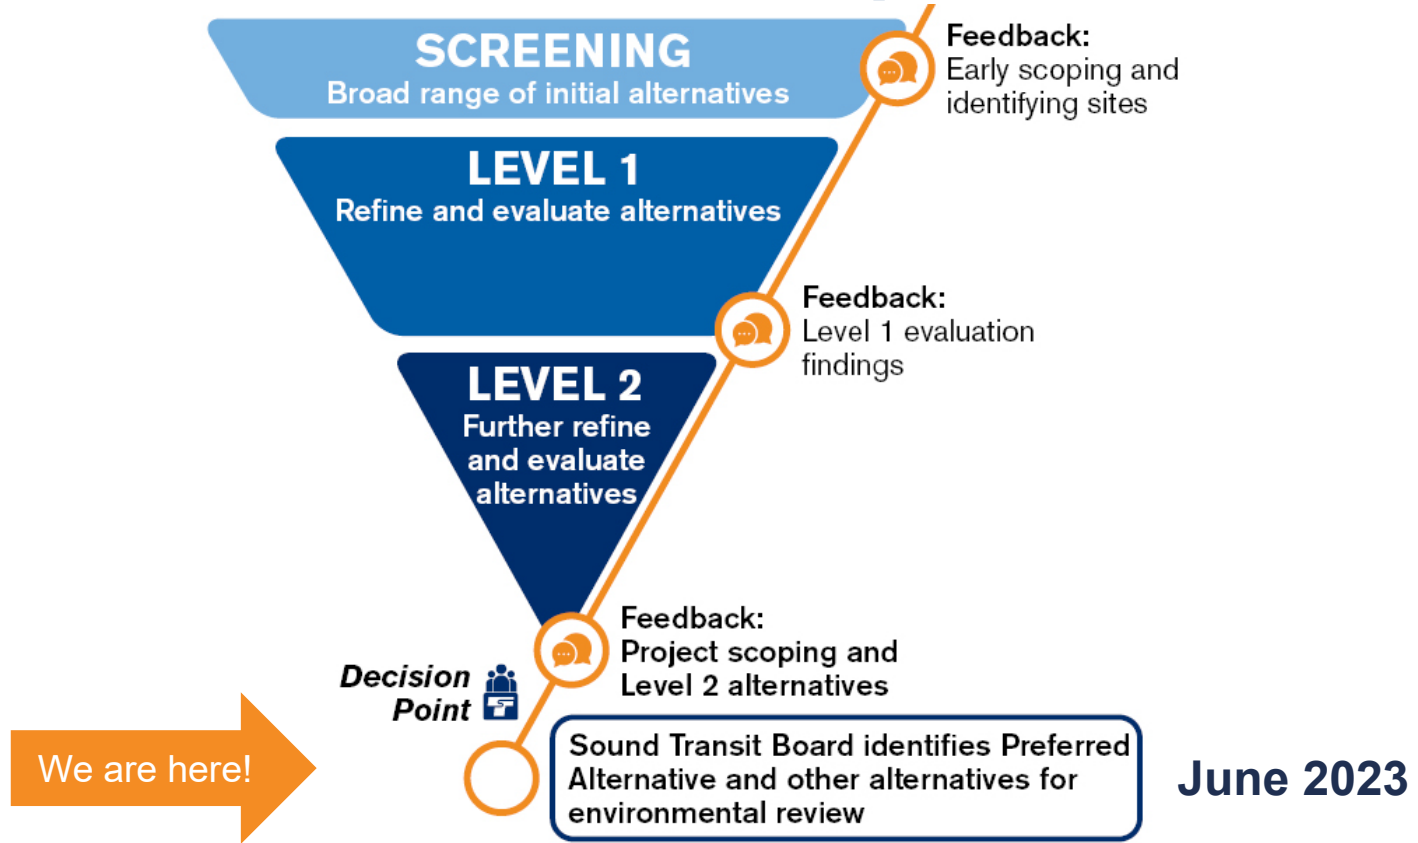 SCREENING
Broad range of initial alternatives
Feedback:
Early scoping and
identifying sites
LEVEL 1
Refine and evaluate alternatives
Feedback:
Level 1 evaluation
findings
LEVEL 2
Further refine
and evaluate
alternatives
Feedback:
Project scoping and
Level 2 alternatives
Decision
Point
We are here!
Sound Transit Board identifies Preferred
Alternative and other alternatives for
environmental review
June 2023